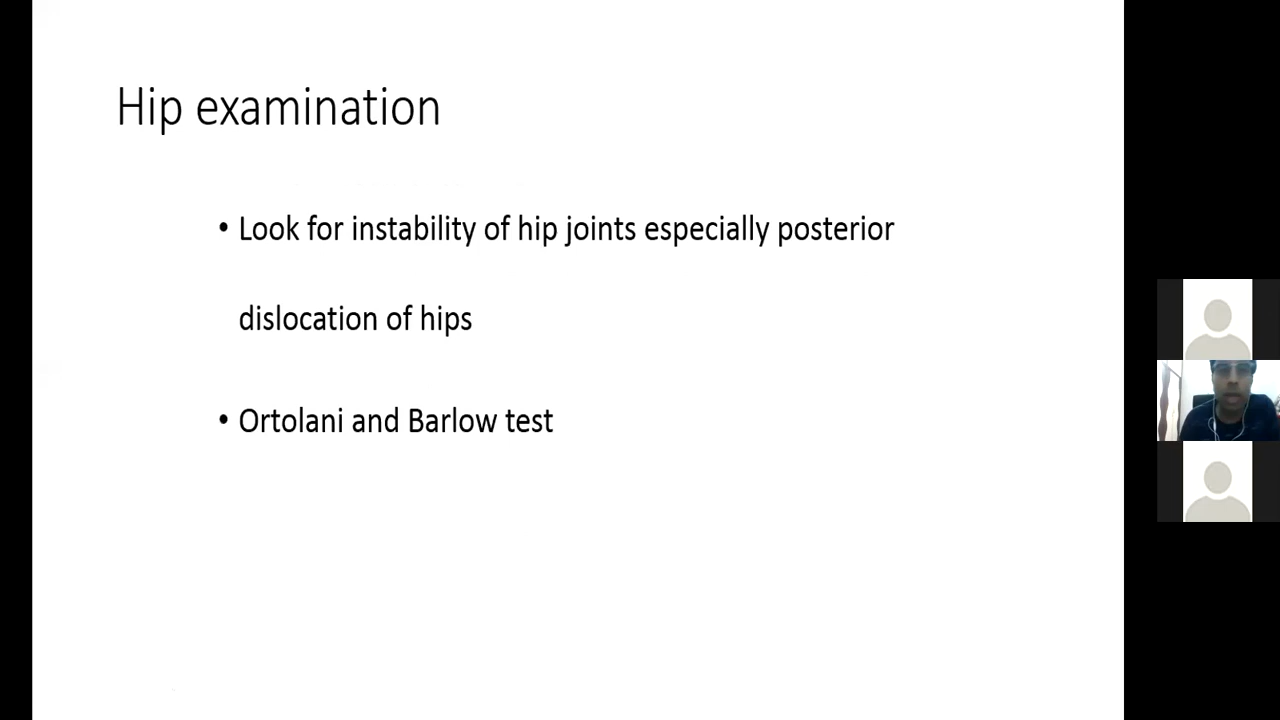 Hip examination
• Look for instability of hip joints especially posterior
dislocation of hips
• Ortolani and Barlow test